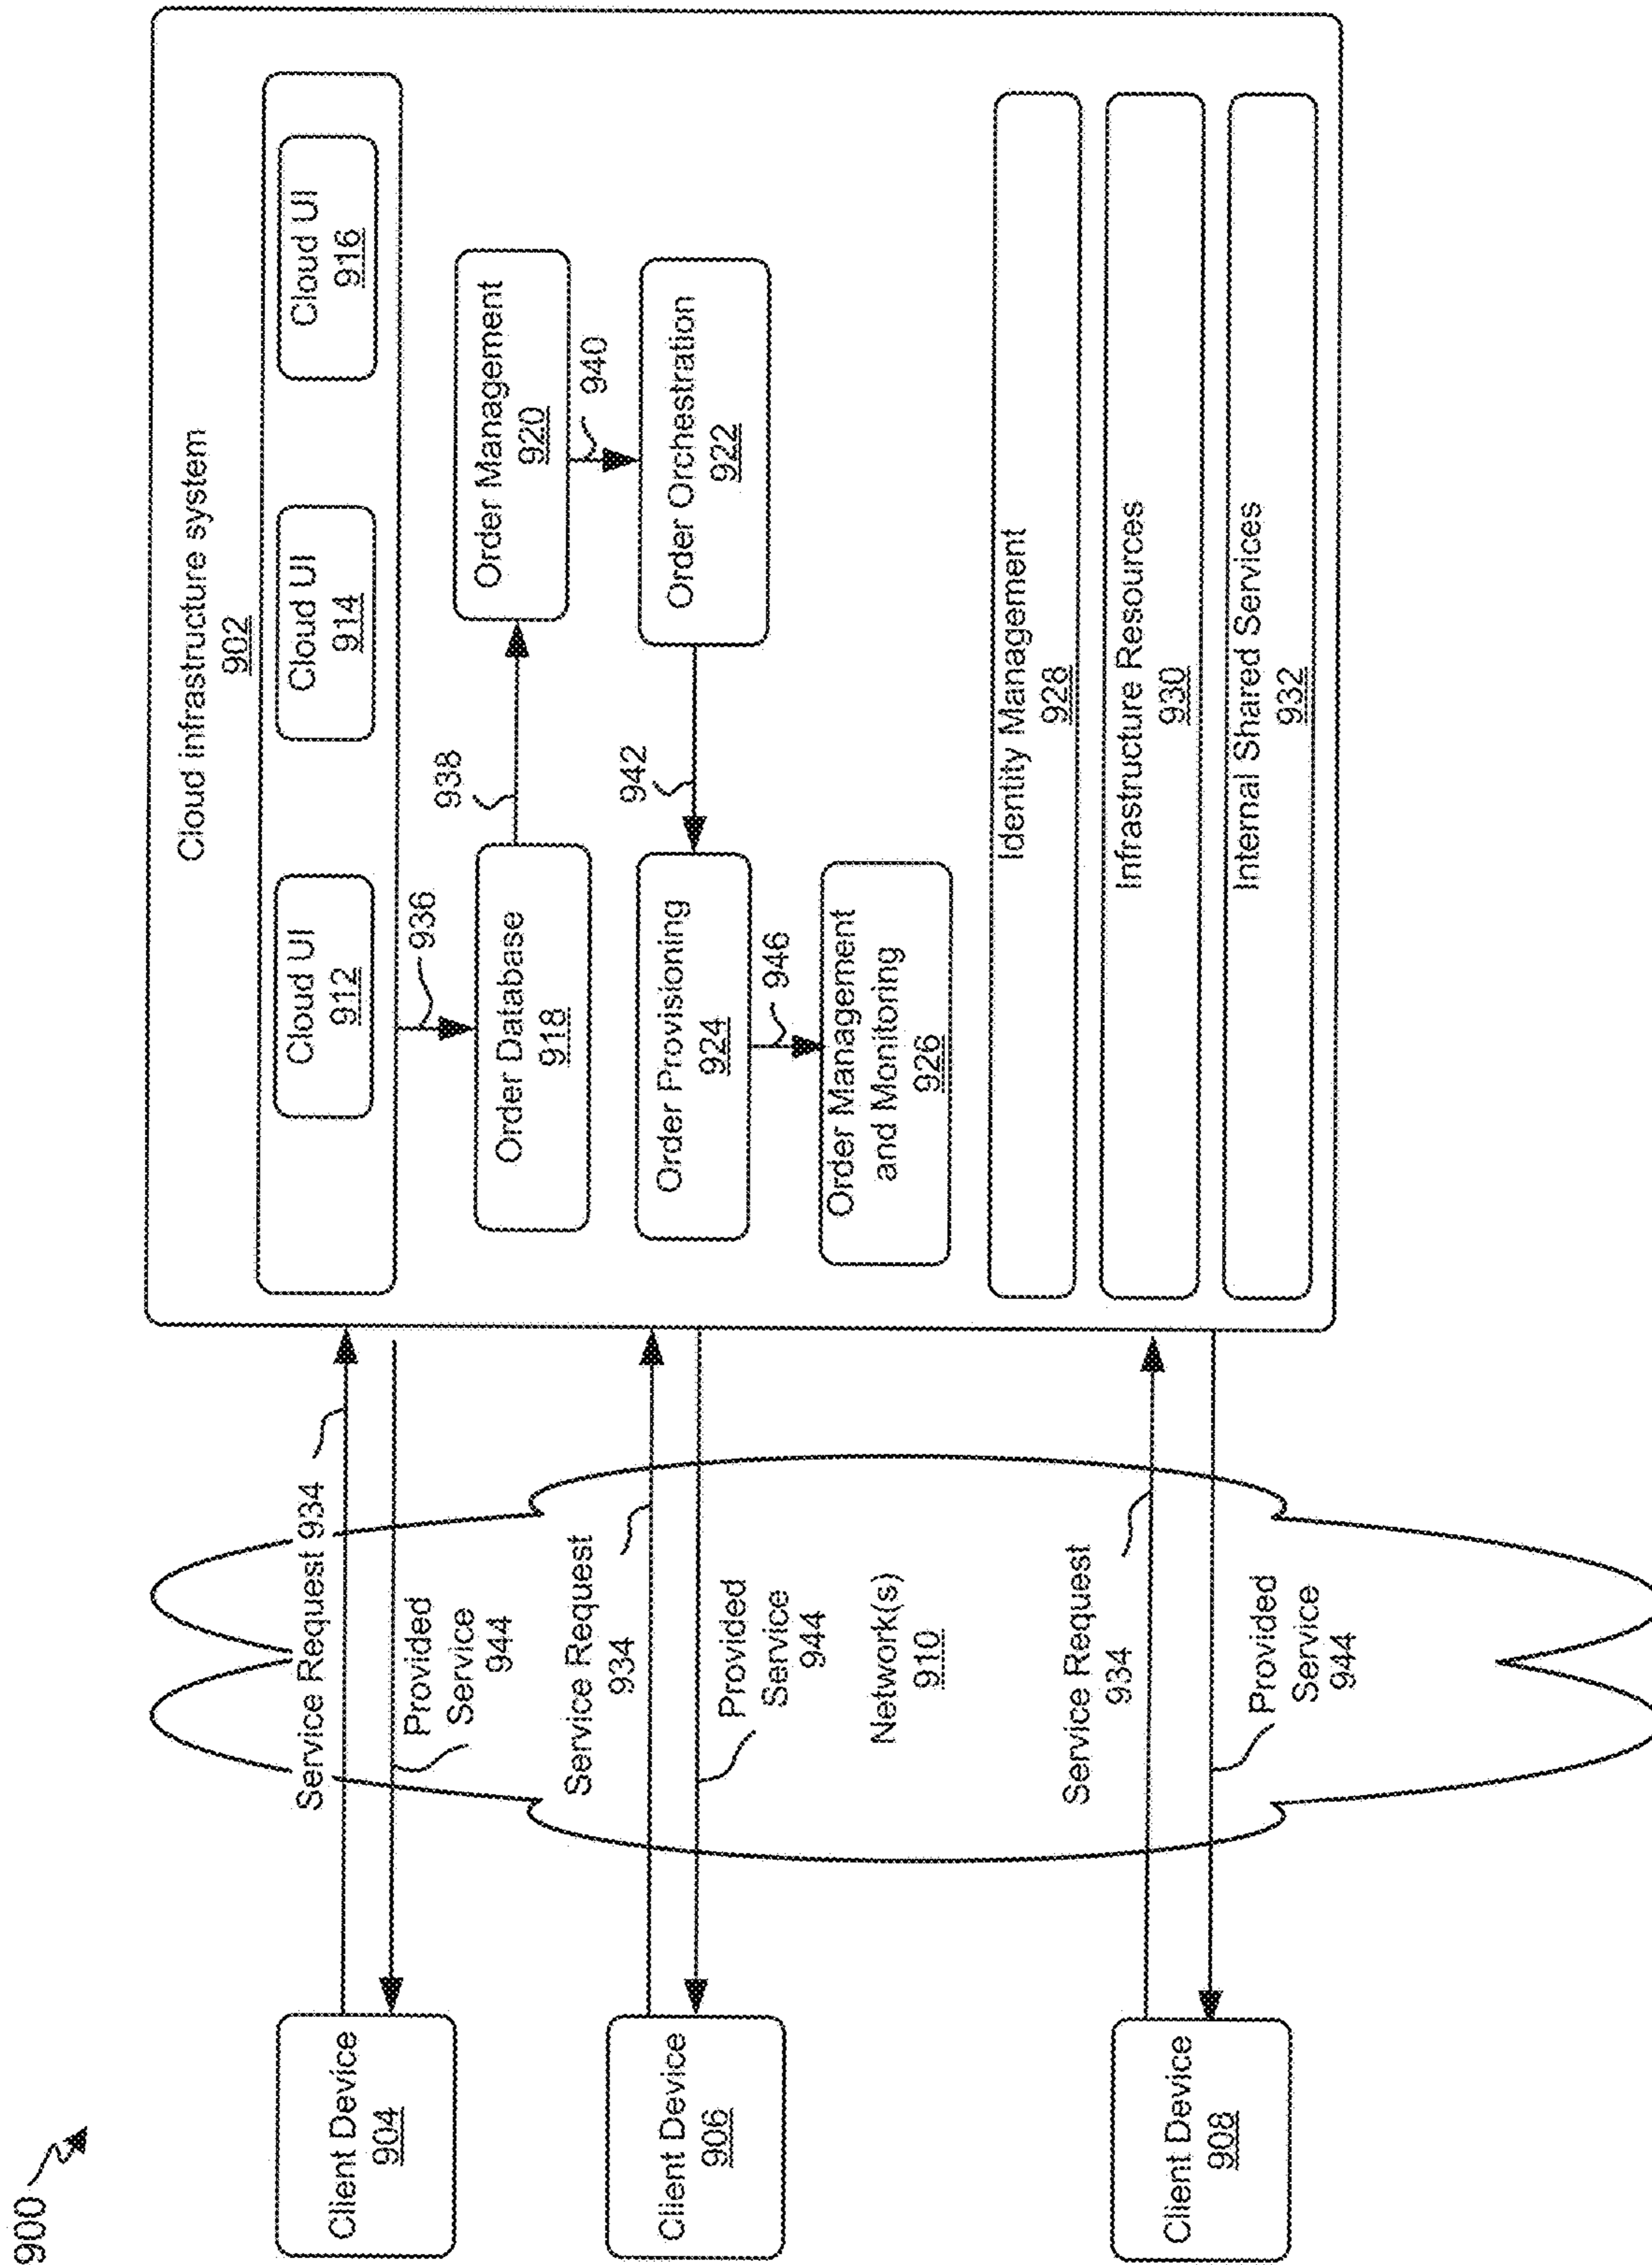 900
Client Device
904
Client Device
906
Client Device
908
Service Request 934
Provided
Service
944
Service Request
934
Provided
Service
944
Network(s)
910
Service Request
934
Provided
Service
944
Cloud infrastructure system
902
Cloud UI
912
Cloud UI
914
Cloud UI
916
936
Order Database
918
938
Order Management
920
940
Order Orchestration
922
942
Order Provisioning
924
946
Order Management
and Monitoring
926
Identity Management
928
Infrastructure Resources
930
Internal Shared Services
932